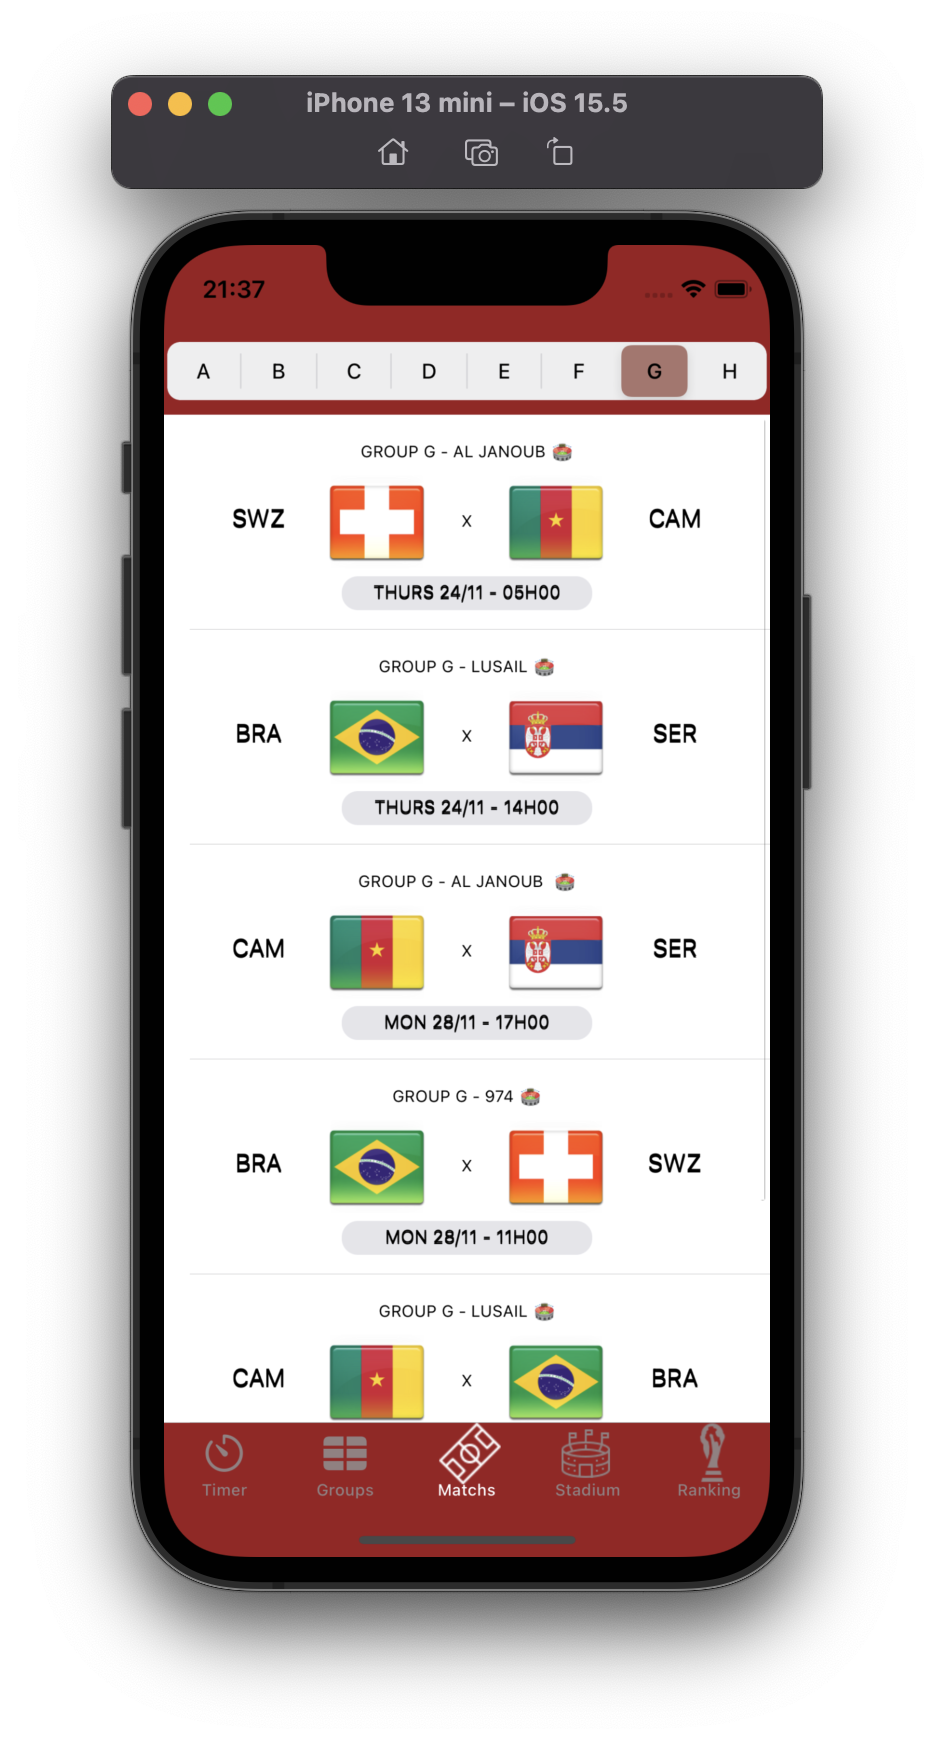 iPhone 13 mini – iOS 15.5
21:37
A B C D E F G H
GROUP G - AL JANOUB
SWZ x CAM
THURS 24/11 - 05H00
GROUP G - LUSAIL
BRA x SER
THURS 24/11 - 14H00
GROUP G - AL JANOUB
CAM x SER
MON 28/11 - 17H00
GROUP G - 974
BRA x SWZ
MON 28/11 - 11H00
GROUP G - LUSAIL
CAM x BRA
Timer Groups Matchs Stadium Ranking